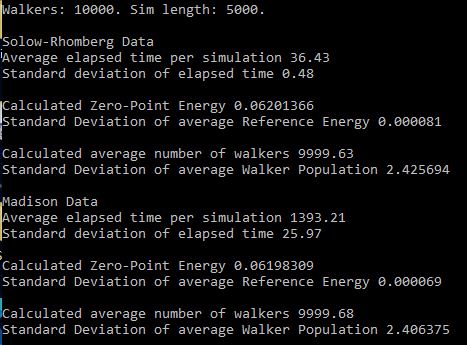 Walkers: 10000. Sim length: 5000.
Solow-Rhomberg Data
Average elapsed time per simulation 36.43
Standard deviation of elapsed time 0.48
Calculated Zero-Point Energy 0.06201366
Standard Deviation of average Reference Energy 0.000081
Calculated average number of walkers 9999.63
Standard Deviation of average Walker Population 2.425694
Madison Data
Average elapsed time per simulation 1393.21
Standard deviation of elapsed time 25.97
Calculated Zero-Point Energy 0.06198309
Standard Deviation of average Reference Energy 0.000069
Calculated average number of walkers 9999.68
Standard Deviation of average Walker Population 2.406375